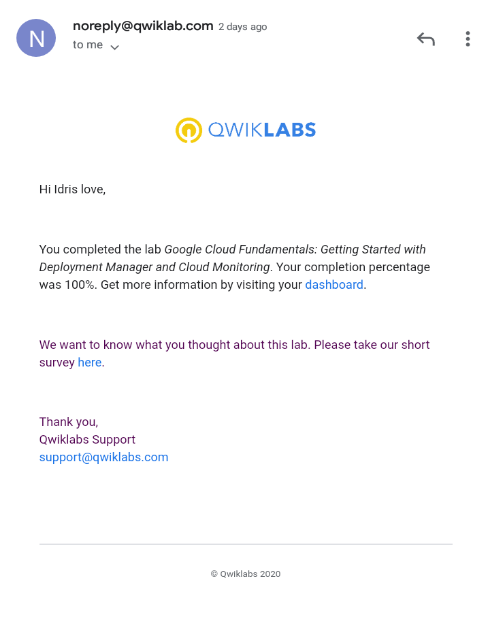 N
noreply@qwiklab.com 2 days ago
to me
QWIKLABS
Hi Idris love,
You completed the lab Google Cloud Fundamentals: Getting Started with
Deployment Manager and Cloud Monitoring. Your completion percentage
was 100%. Get more information by visiting your dashboard.
We want to know what you thought about this lab. Please take our short
survey here.
Thank you,
Qwiklabs Support
support@qwiklabs.com
© Qwiklabs 2020